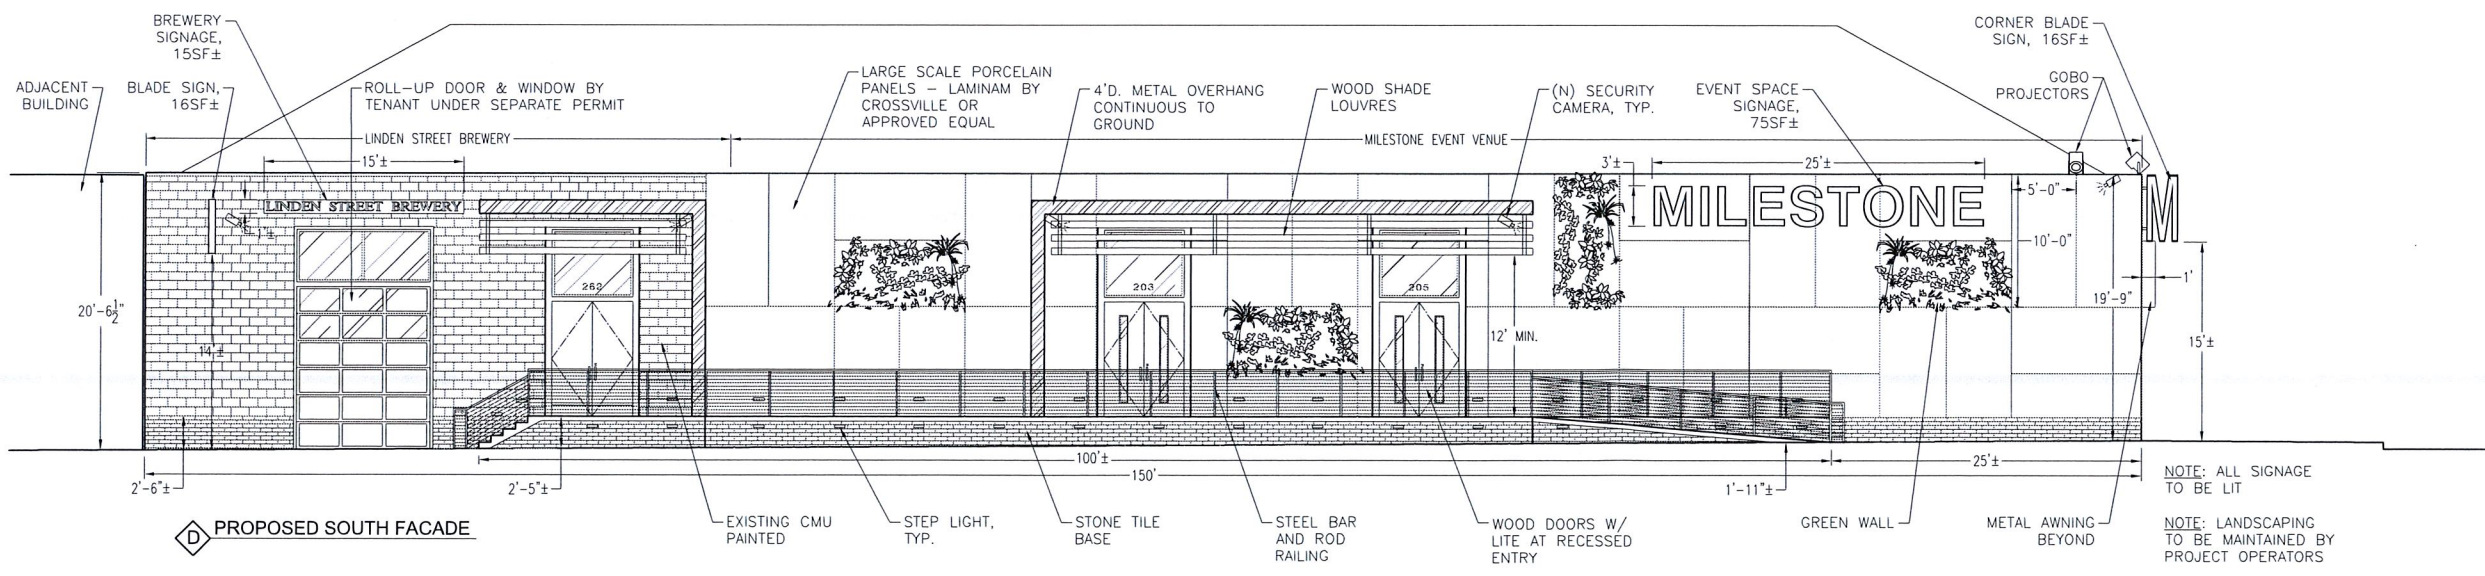 BREWERY
SIGNAGE,
15SF±
CORNER BLADE
SIGN, 16SF±
ADJACENT
BUILDING
BLADE SIGN,
16SF±
ROLL-UP DOOR & WINDOW BY
TENANT UNDER SEPARATE PERMIT
LARGE SCALE PORCELAIN
PANELS - LAMINAM BY
CROSSVILLE OR
APPROVED EQUAL
4'D. METAL OVERHANG
CONTINUOUS TO
GROUND
WOOD SHADE
LOUVRES
(N) SECURITY
CAMERA, TYP.
EVENT SPACE
SIGNAGE,
75SF±
GOBO
PROJECTORS
LINDEN STREET BREWERY
MILESTONE EVENT VENUE
15'±
3'±
25'±
5'-0"
LINDEN STREET BREWERY
MILESTONE
M
1'±
10'-0"
1'
262
203
205
19'-9"
20'-6½"
14'±
12' MIN.
15'±
100'±
25'±
150'
2'-6"±
2'-5"±
1'-11"±
NOTE: ALL SIGNAGE
TO BE LIT
D
PROPOSED SOUTH FACADE
EXISTING CMU
PAINTED
STEP LIGHT,
TYP.
STONE TILE
BASE
STEEL BAR
AND ROD
RAILING
WOOD DOORS W/
LITE AT RECESSED
ENTRY
GREEN WALL
METAL AWNING
BEYOND
NOTE: LANDSCAPING
TO BE MAINTAINED BY
PROJECT OPERATORS